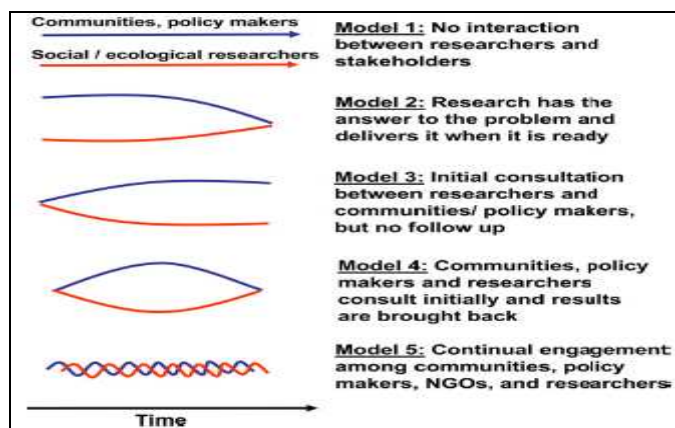 Communities, policy makers
Social / ecological researchers
Model 1: No interaction
between researchers and
stakeholders
Model 2: Research has the
answer to the problem and
delivers it when it is ready
Model 3: Initial consultation
between researchers and
communities/ policy makers,
but no follow up
Model 4: Communities, policy
makers and researchers
consult initially and results
are brought back
Model 5: Continual engagement
among communities, policy
makers, NGOs, and researchers
Time